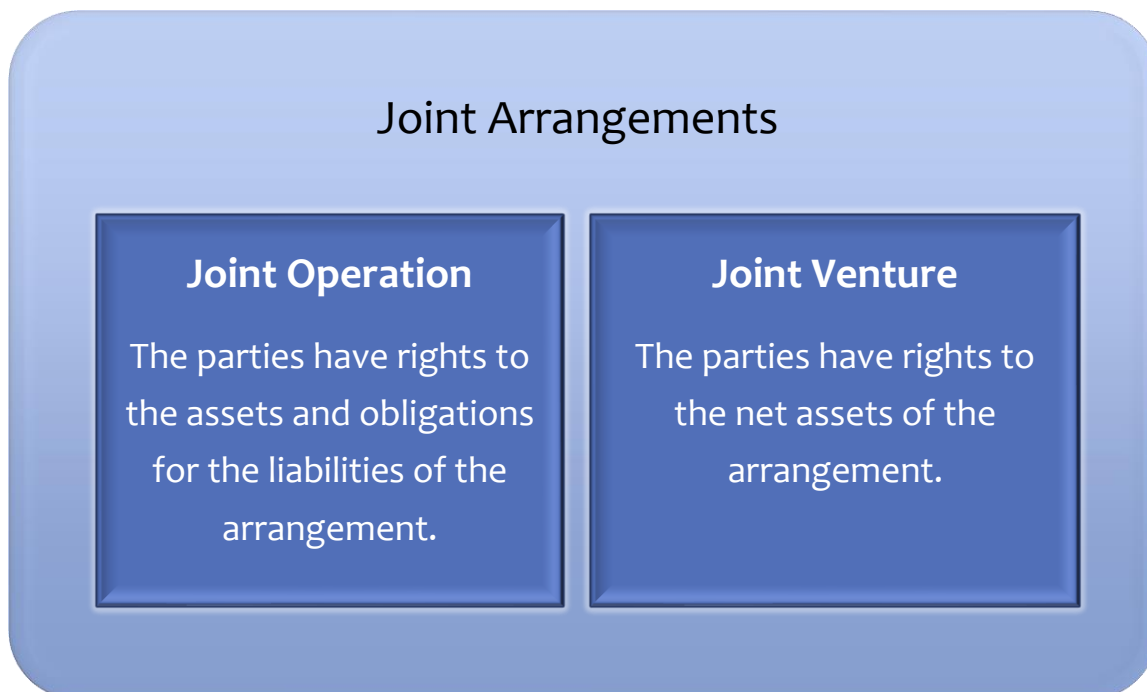 Joint Arrangements
Joint Operation
The parties have rights to
the assets and obligations
for the liabilities of the
arrangement.
Joint Venture
The parties have rights to
the net assets of the
arrangement.